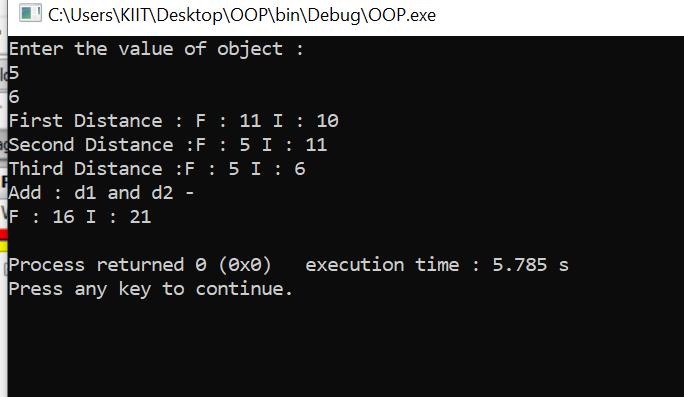 C:\Users\KIIT\Desktop\OOP\bin\Debug\OOP.exe
Enter the value of object :
5
6
First Distance : F : 11 I : 10
Second Distance :F : 5 I : 11
Third Distance :F : 5 I : 6
Add : d1 and d2 -
F : 16 I : 21
Process returned 0 (0x0)   execution time : 5.785 s
Press any key to continue.